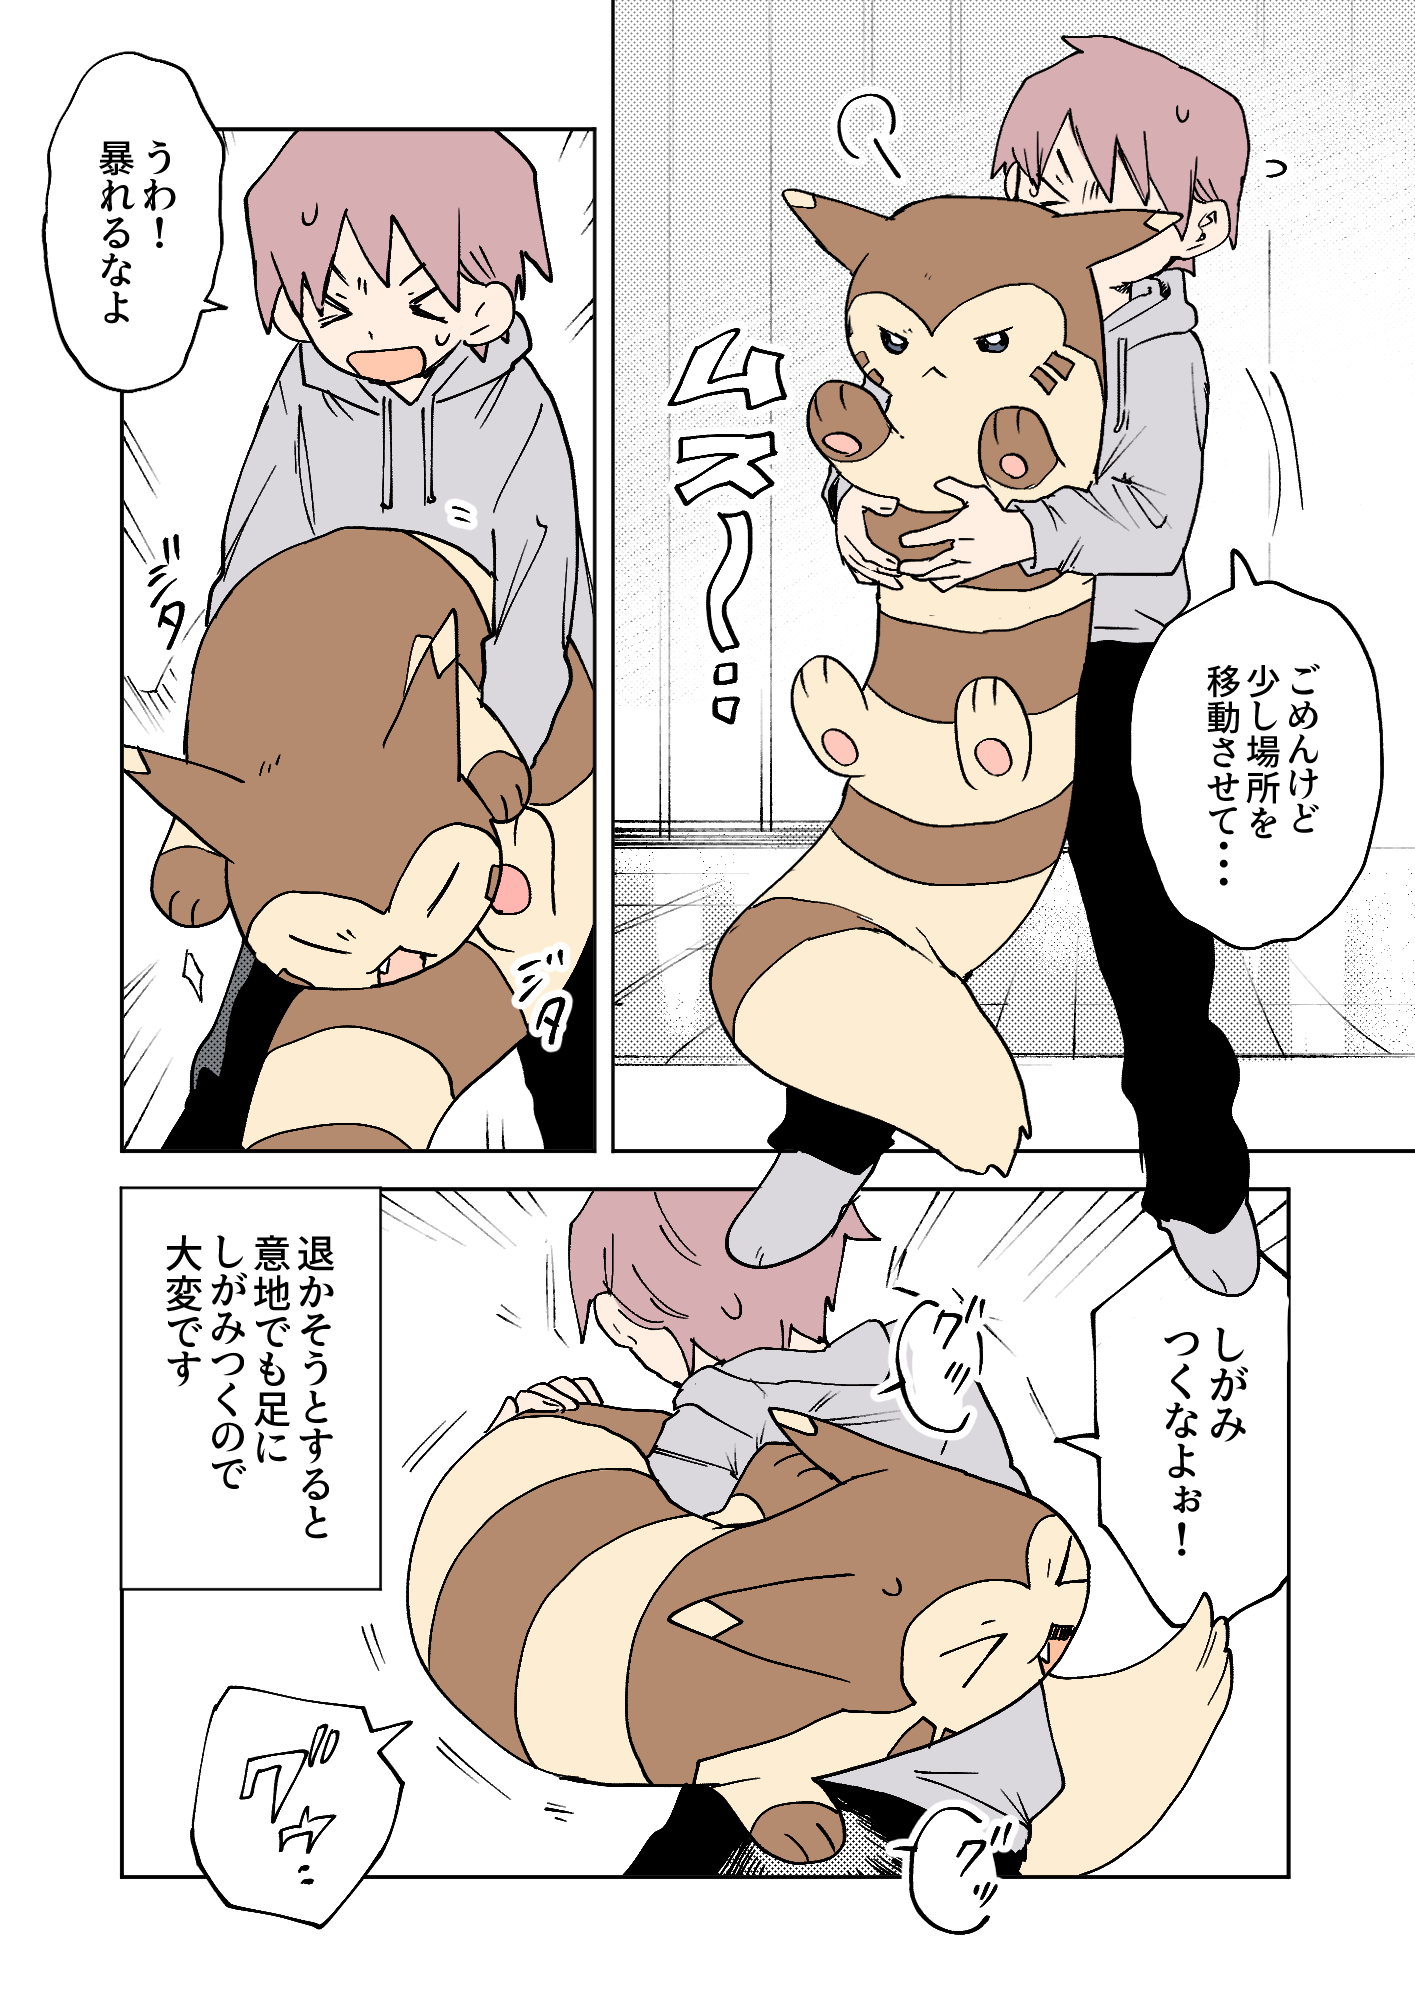 ごめんけど
少し場所を
移動させて・・・
ムス〜…
うわ!
暴れるなよ
ジタ
ジタ
しがみ
つくなよぉ!
グッ
グッ
退かそうとすると
意地でも足に
しがみつくので
大変です
グゥ…